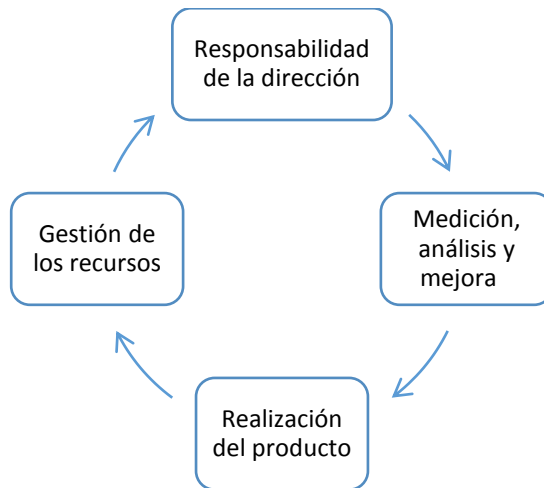 Responsabilidad
de la dirección
Medición,
análisis y
mejora
Realización
del producto
Gestión de
los recursos